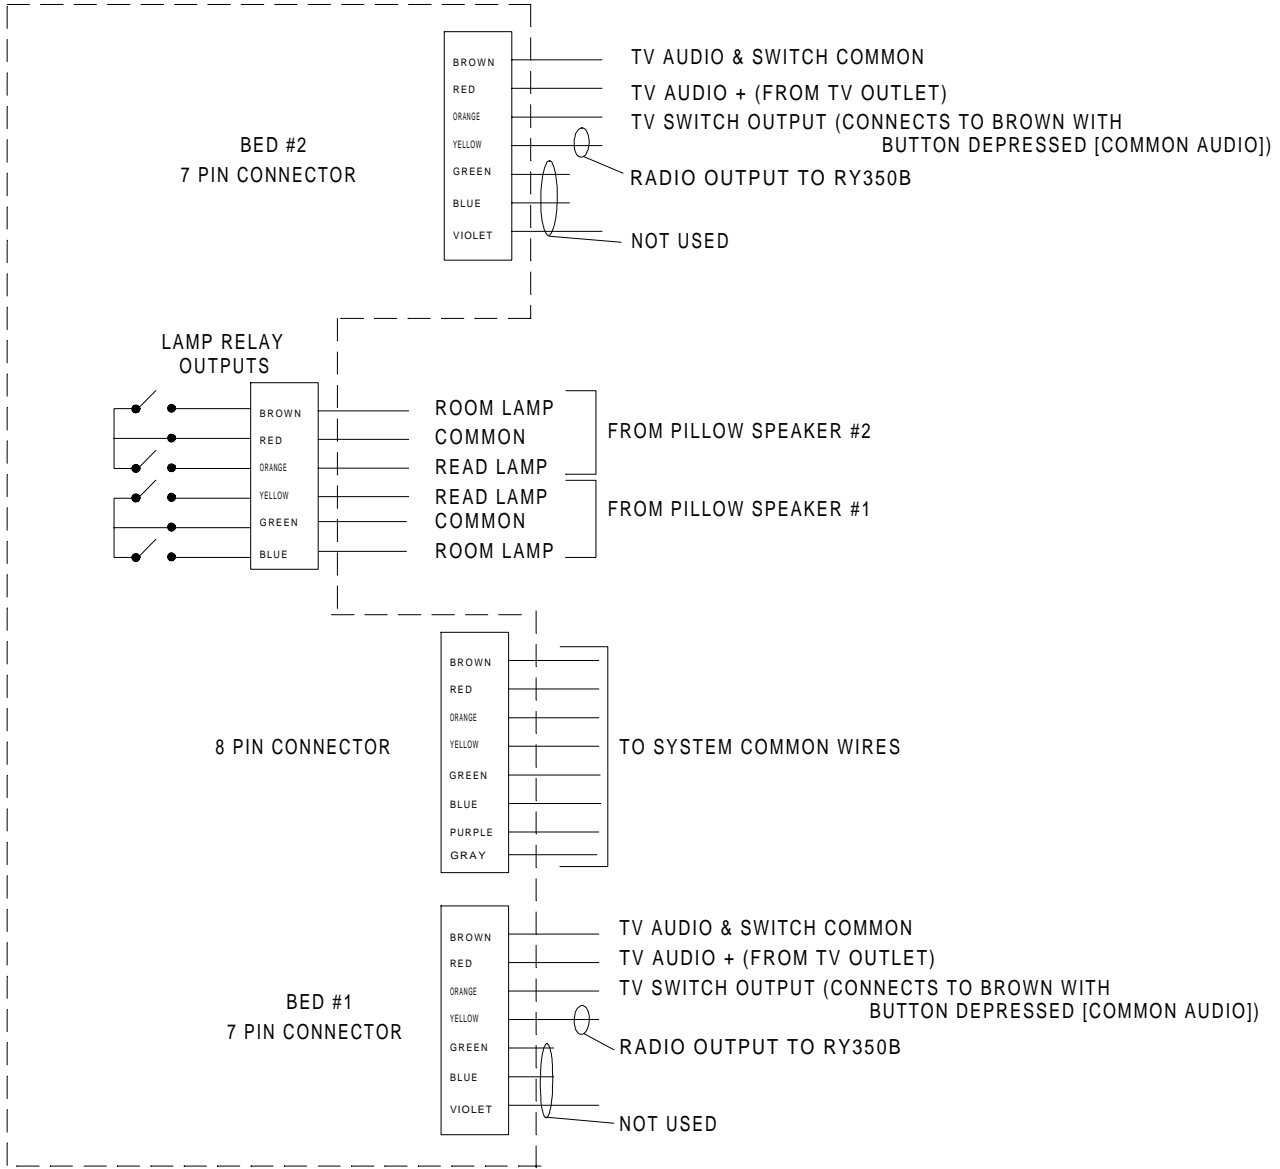 BROWN
RED
ORANGE
YELLOW
GREEN
BLUE
VIOLET
BED #2
7 PIN CONNECTOR
TV AUDIO & SWITCH COMMON
TV AUDIO + (FROM TV OUTLET)
TV SWITCH OUTPUT (CONNECTS TO BROWN WITH
BUTTON DEPRESSED [COMMON AUDIO])
RADIO OUTPUT TO RY350B
NOT USED
LAMP RELAY
OUTPUTS
BROWN
RED
ORANGE
YELLOW
GREEN
BLUE
ROOM LAMP
COMMON
READ LAMP
READ LAMP
COMMON
ROOM LAMP
FROM PILLOW SPEAKER #2
FROM PILLOW SPEAKER #1
8 PIN CONNECTOR
BROWN
RED
ORANGE
YELLOW
GREEN
BLUE
PURPLE
GRAY
TO SYSTEM COMMON WIRES
BED #1
7 PIN CONNECTOR
BROWN
RED
ORANGE
YELLOW
GREEN
BLUE
VIOLET
TV AUDIO & SWITCH COMMON
TV AUDIO + (FROM TV OUTLET)
TV SWITCH OUTPUT (CONNECTS TO BROWN WITH
BUTTON DEPRESSED [COMMON AUDIO])
RADIO OUTPUT TO RY350B
NOT USED